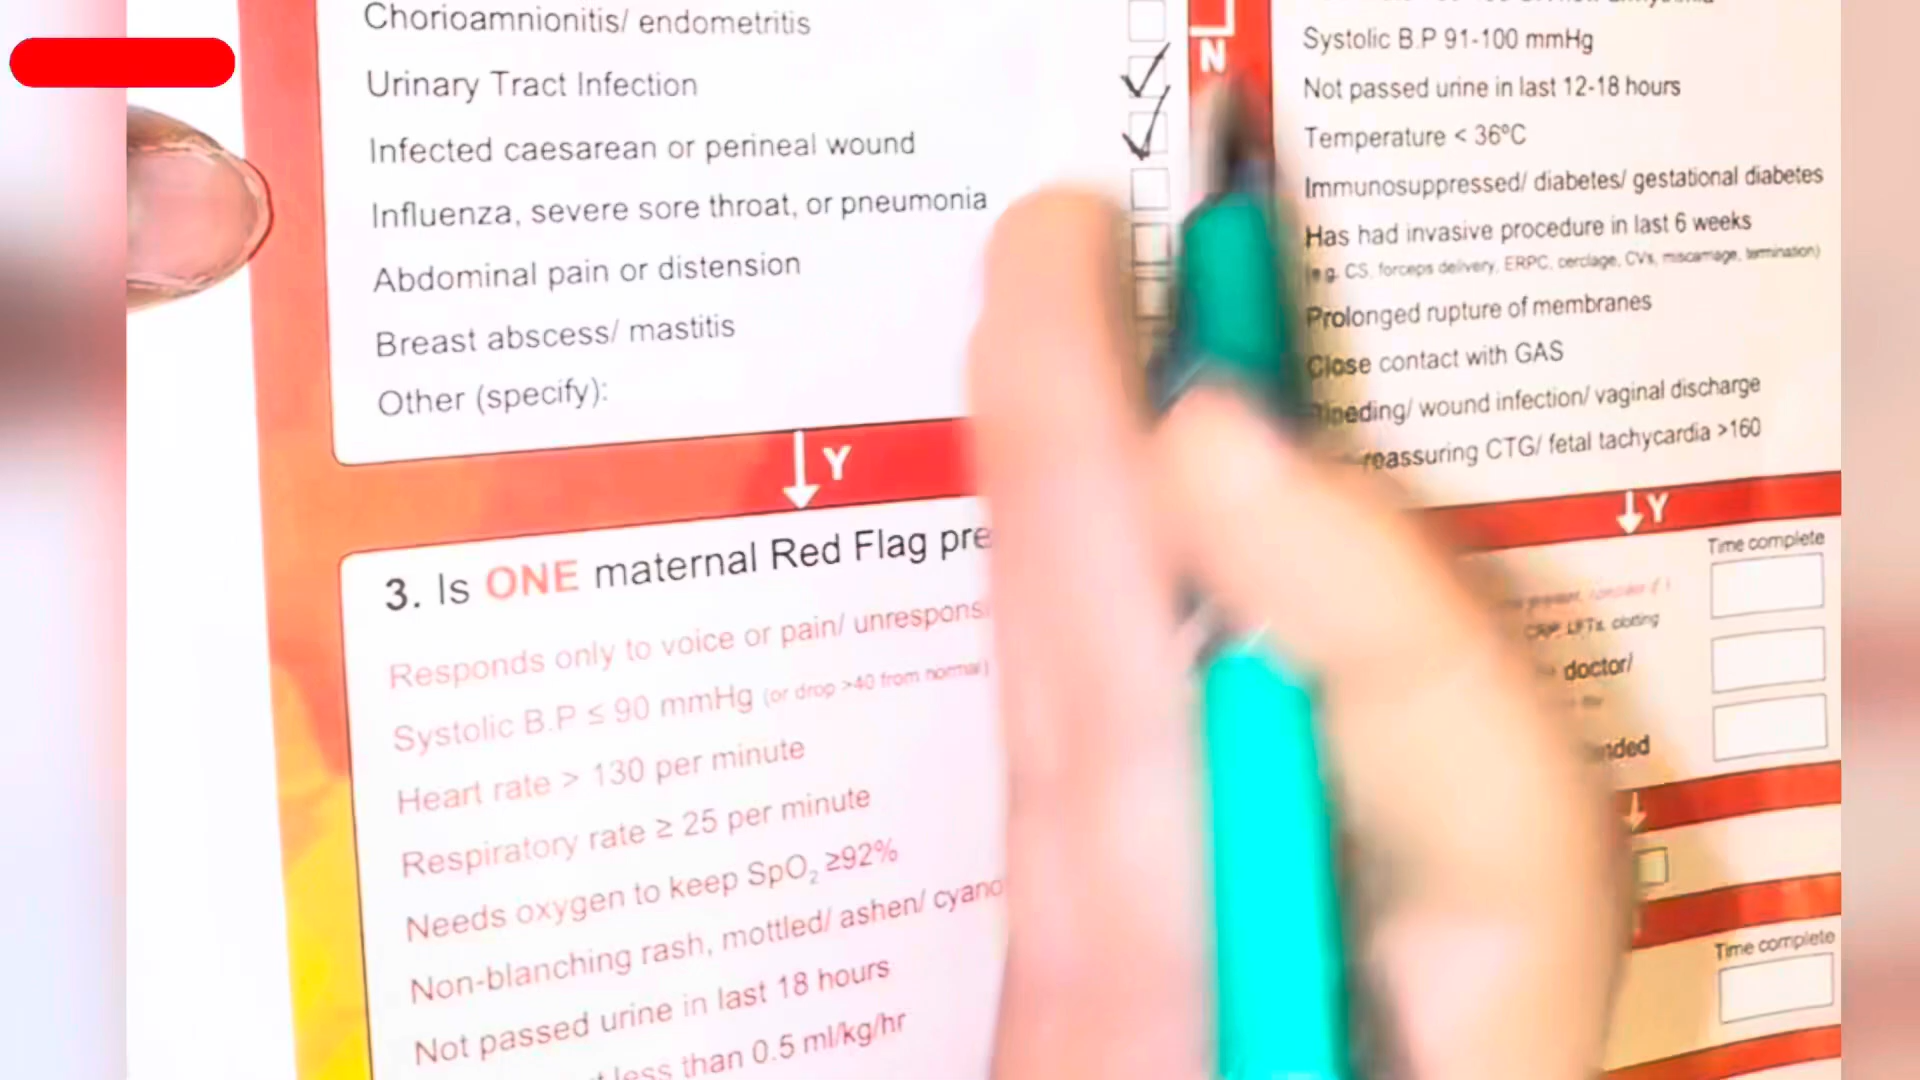 Chorioamnionitis/ endometritis
Urinary Tract Infection
Infected caesarean or perineal wound
Influenza, severe sore throat, or pneumonia
Abdominal pain or distension
Breast abscess/ mastitis
Other (specify):
Y
3. Is ONE maternal Red Flag
Responds only to voice or pain/
Systolic B.P ≤ 90 mmHg (or drop >40 from normal)
Heart rate > 130 per minute
Respiratory rate ≥ 25 per minute
Needs oxygen to keep SpO₂ ≥92%
Non-blanching rash, mottled/ ashen/
Not passed urine in last 18 hours
less than 0.5 ml/kg/hr
N
Systolic B.P 91-100 mmHg
Not passed urine in last 12-18 hours
Temperature < 36ºC
Immunosuppressed/ diabetes/ gestational diabetes
Has had invasive procedure in last 6 weeks
(e.g. CS, forceps delivery, ERPC, cerclage, CVs, miscarriage, termination)
Prolonged rupture of membranes
Close contact with GAS
wound infection/ vaginal discharge
CTG/ fetal tachycardia >160
Y
Time complete
CRP, LFTs, clotting
doctor/
Time complete